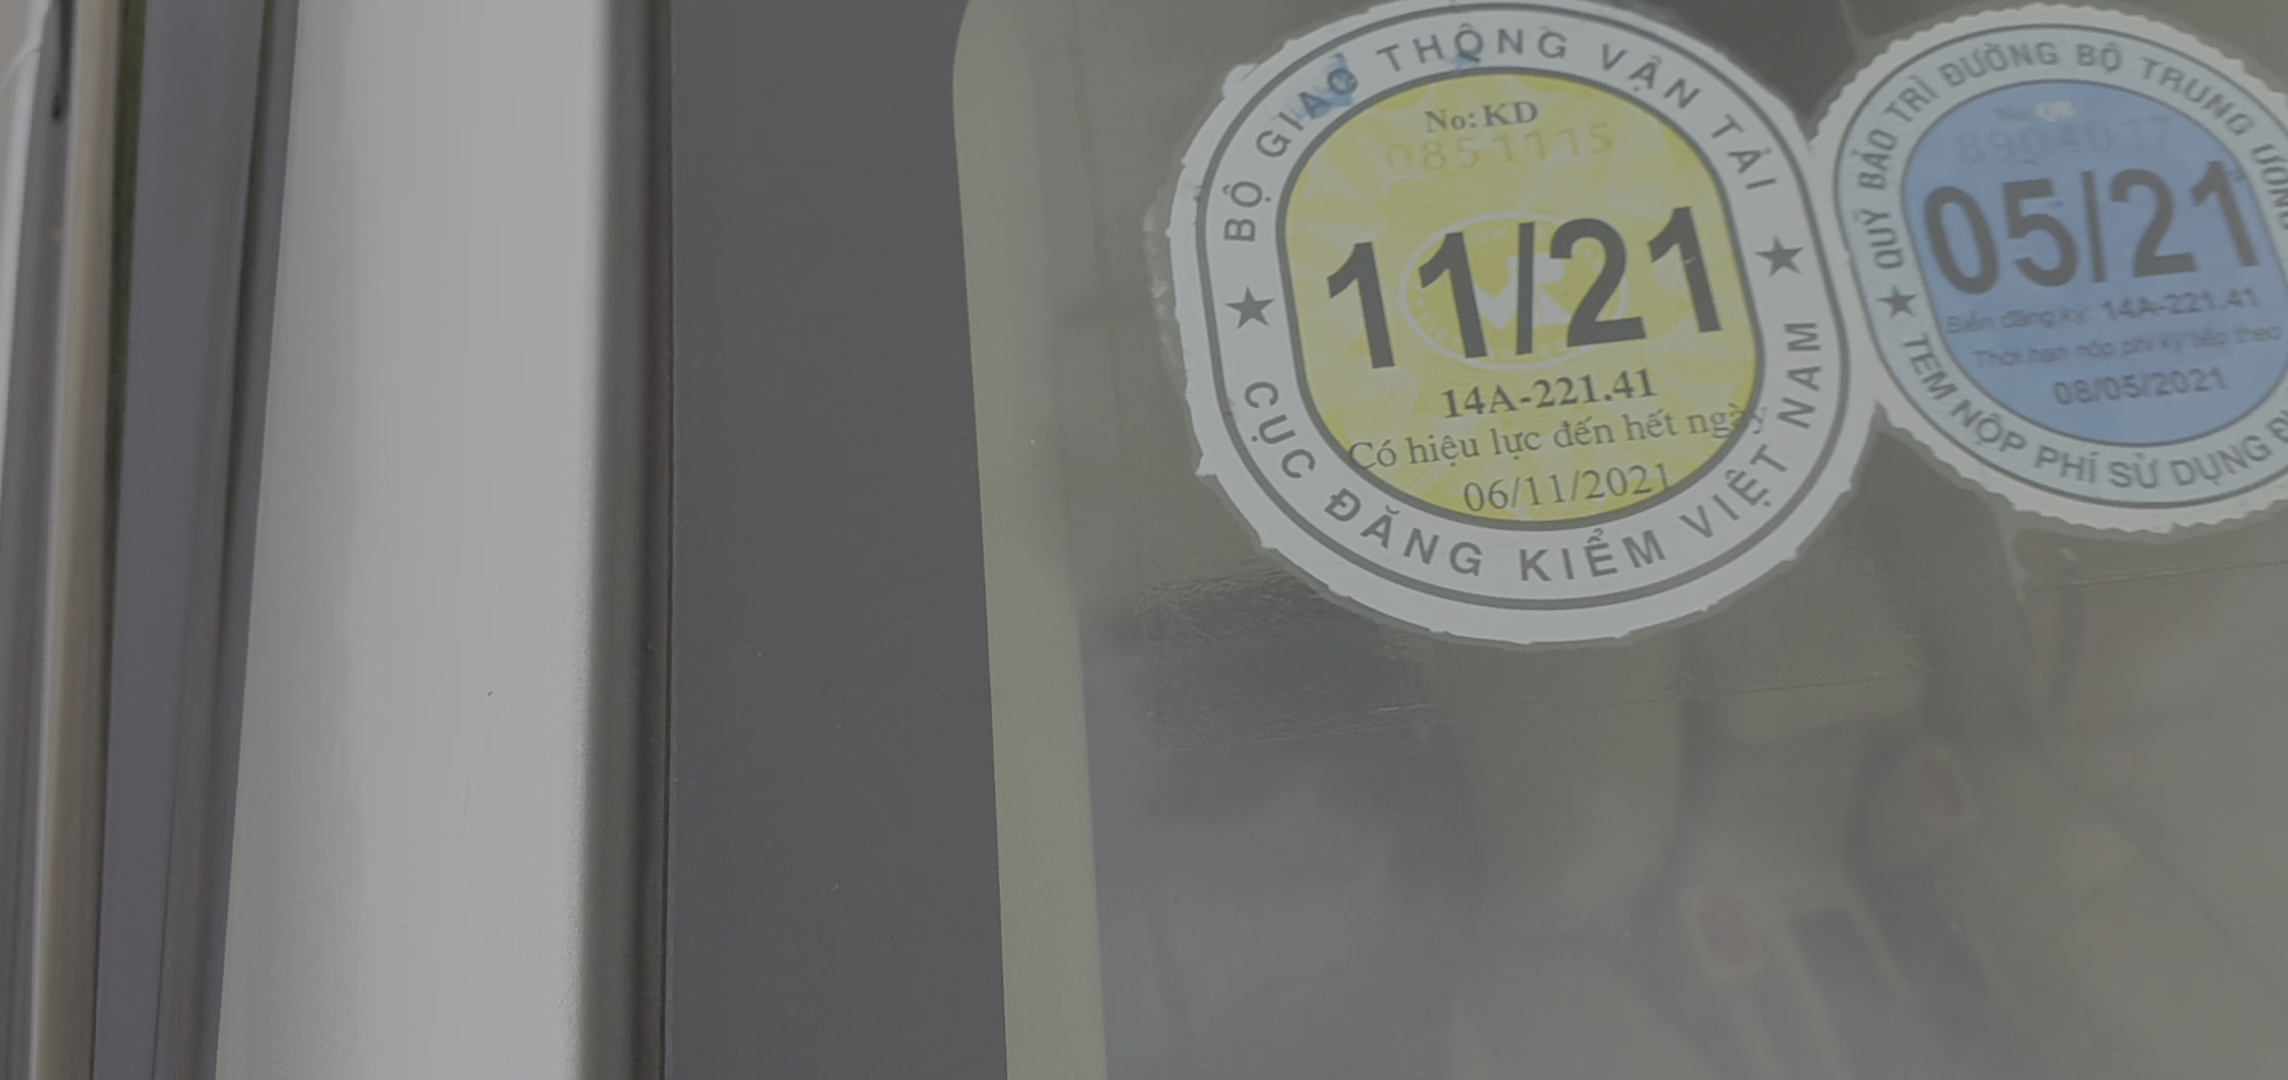 BỘ GIAO THÔNG VẬN TẢI
No: KD
0851115
11/21
14A-221.41
Có hiệu lực đến hết ngày
06/11/2021
★ CỤC ĐĂNG KIỂM VIỆT NAM ★
QUỸ BẢO TRÌ ĐƯỜNG BỘ TRUNG ƯƠNG
8904017
05/21
Biển đăng ký: 14A-221.41
Thời hạn nộp phí kỳ tiếp theo
08/05/2021
★ TEM NỘP PHÍ SỬ DỤNG